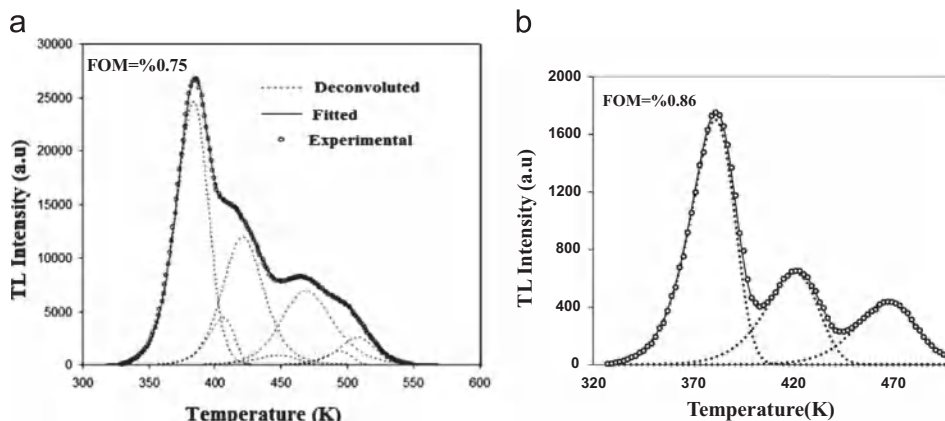 a
30000
FOM=%0.75
25000
20000
15000
10000
5000
0
300
350
400
450
500
550
600
Temperature (K)
TL Intensity (a.u)
Deconvoluted
Fitted
Experimental
b
2000
FOM=%0.86
1600
1200
800
400
0
320
370
420
470
Temperature(K)
TL Intensity (a.u)